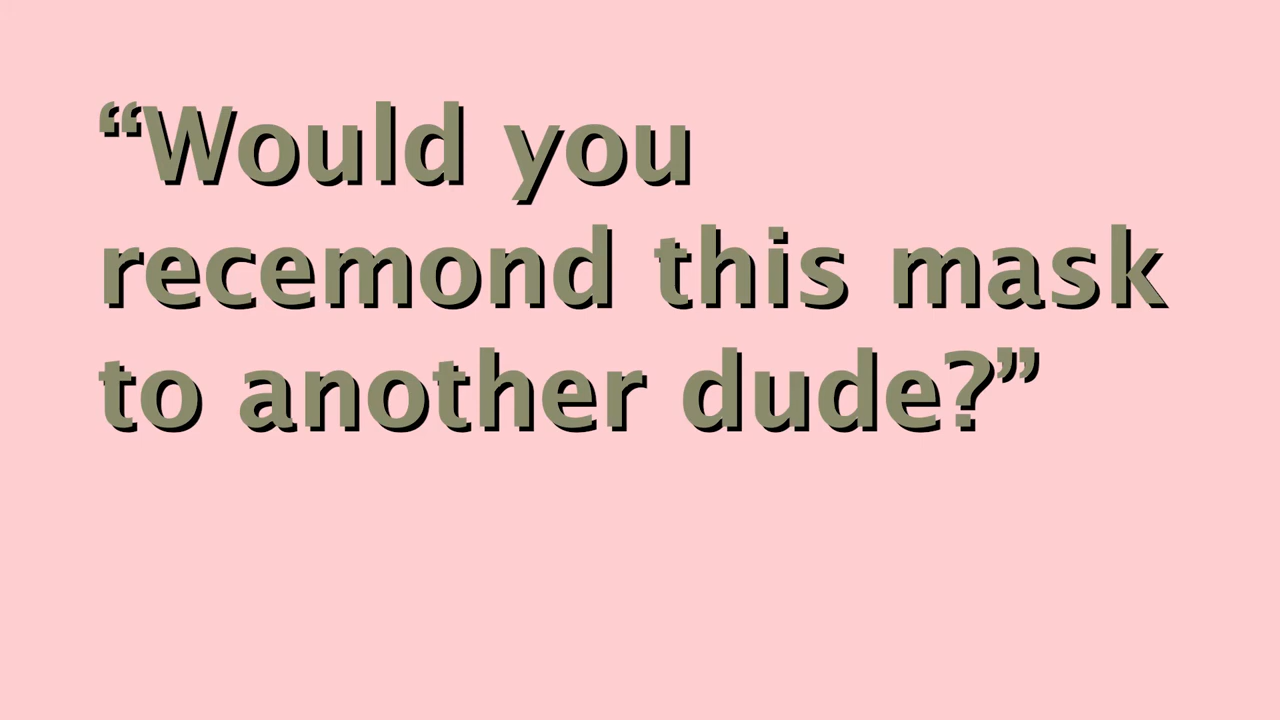 “Would you
recemond this mask
to another dude?”